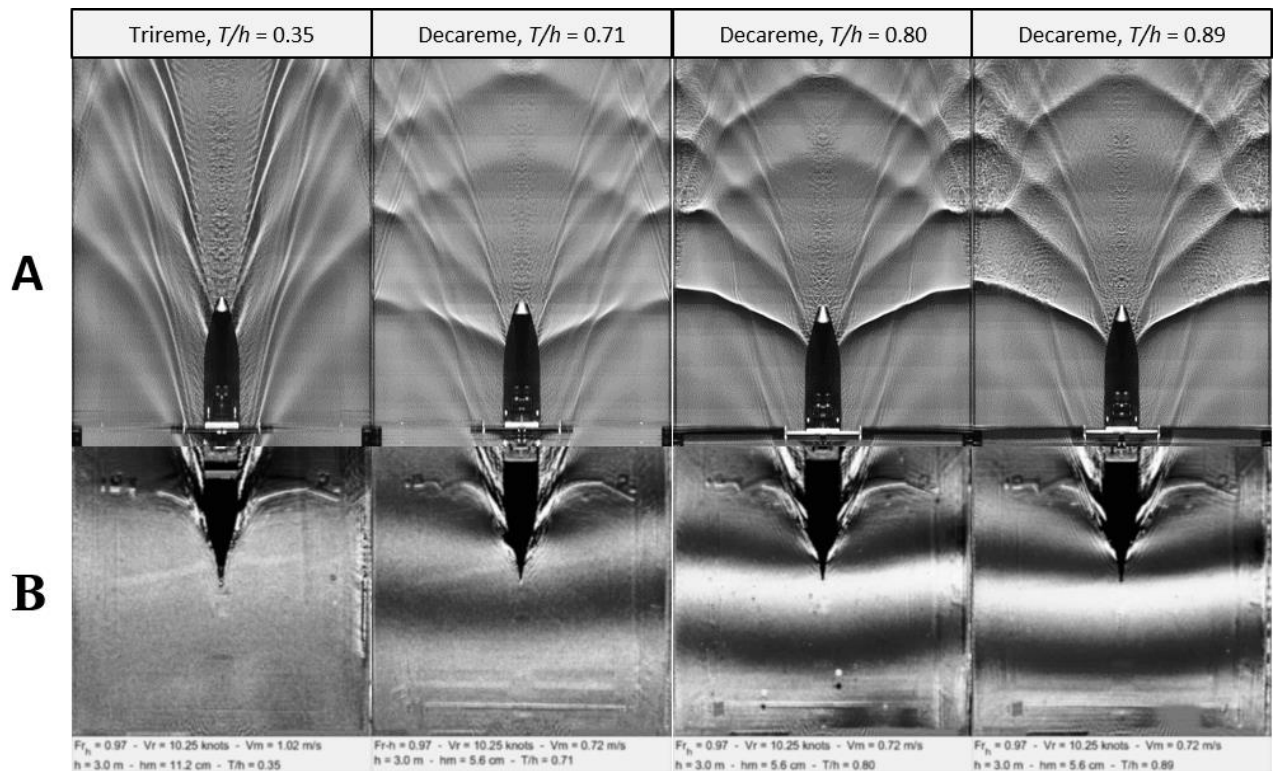 Trireme, T/h = 0.35
Decareme, T/h = 0.71
Decareme, T/h = 0.80
Decareme, T/h = 0.89
A
B
Fr_h = 0.97 - Vr = 10.25 knots - Vm = 1.02 m/s
h = 3.0 m - hm = 11.2 cm - T/h = 0.35
Fr-h = 0.97 - Vr = 10.25 knots - Vm = 0.72 m/s
h = 3.0 m - hm = 5.6 cm - T/h = 0.71
Fr_h = 0.97 - Vr = 10.25 knots - Vm = 0.72 m/s
h = 3.0 m - hm = 5.6 cm - T/h = 0.80
Fr_h = 0.97 - Vr = 10.25 knots - Vm = 0.72 m/s
h = 3.0 m - hm = 5.6 cm - T/h = 0.89